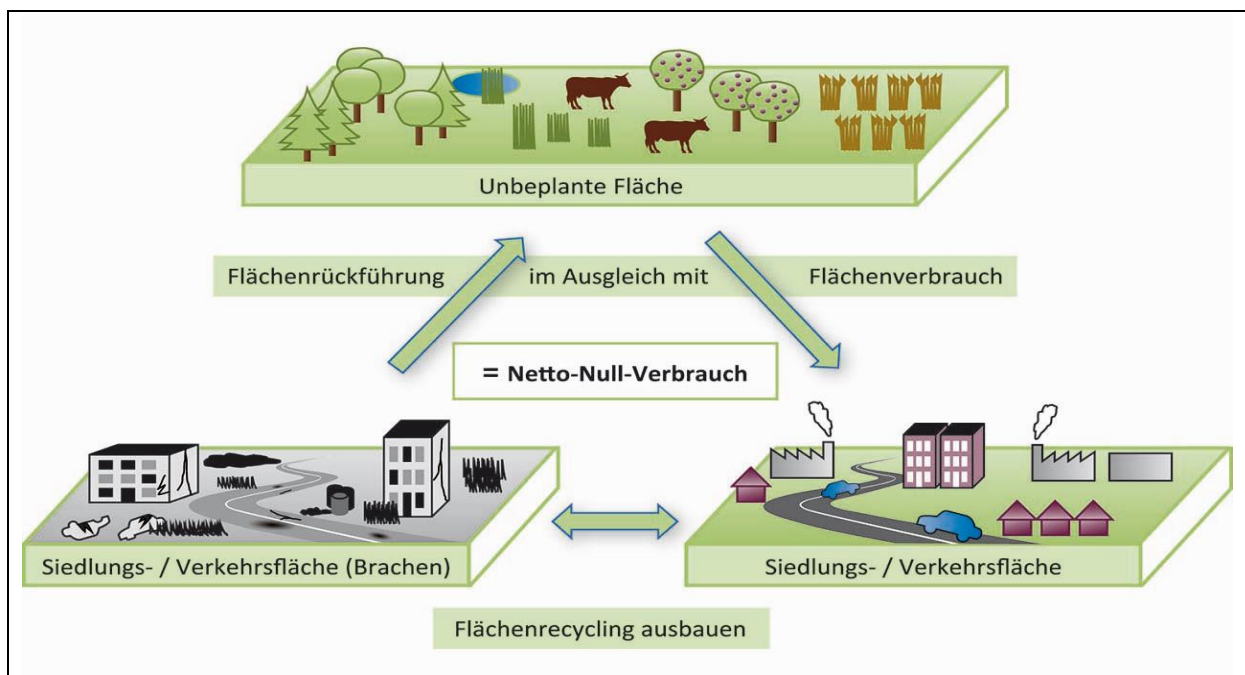 Unbeplante Fläche
Flächenrückführung im Ausgleich mit Flächenverbrauch
= Netto-Null-Verbrauch
Siedlungs- / Verkehrsfläche (Brachen)
Siedlungs- / Verkehrsfläche
Flächenrecycling ausbauen